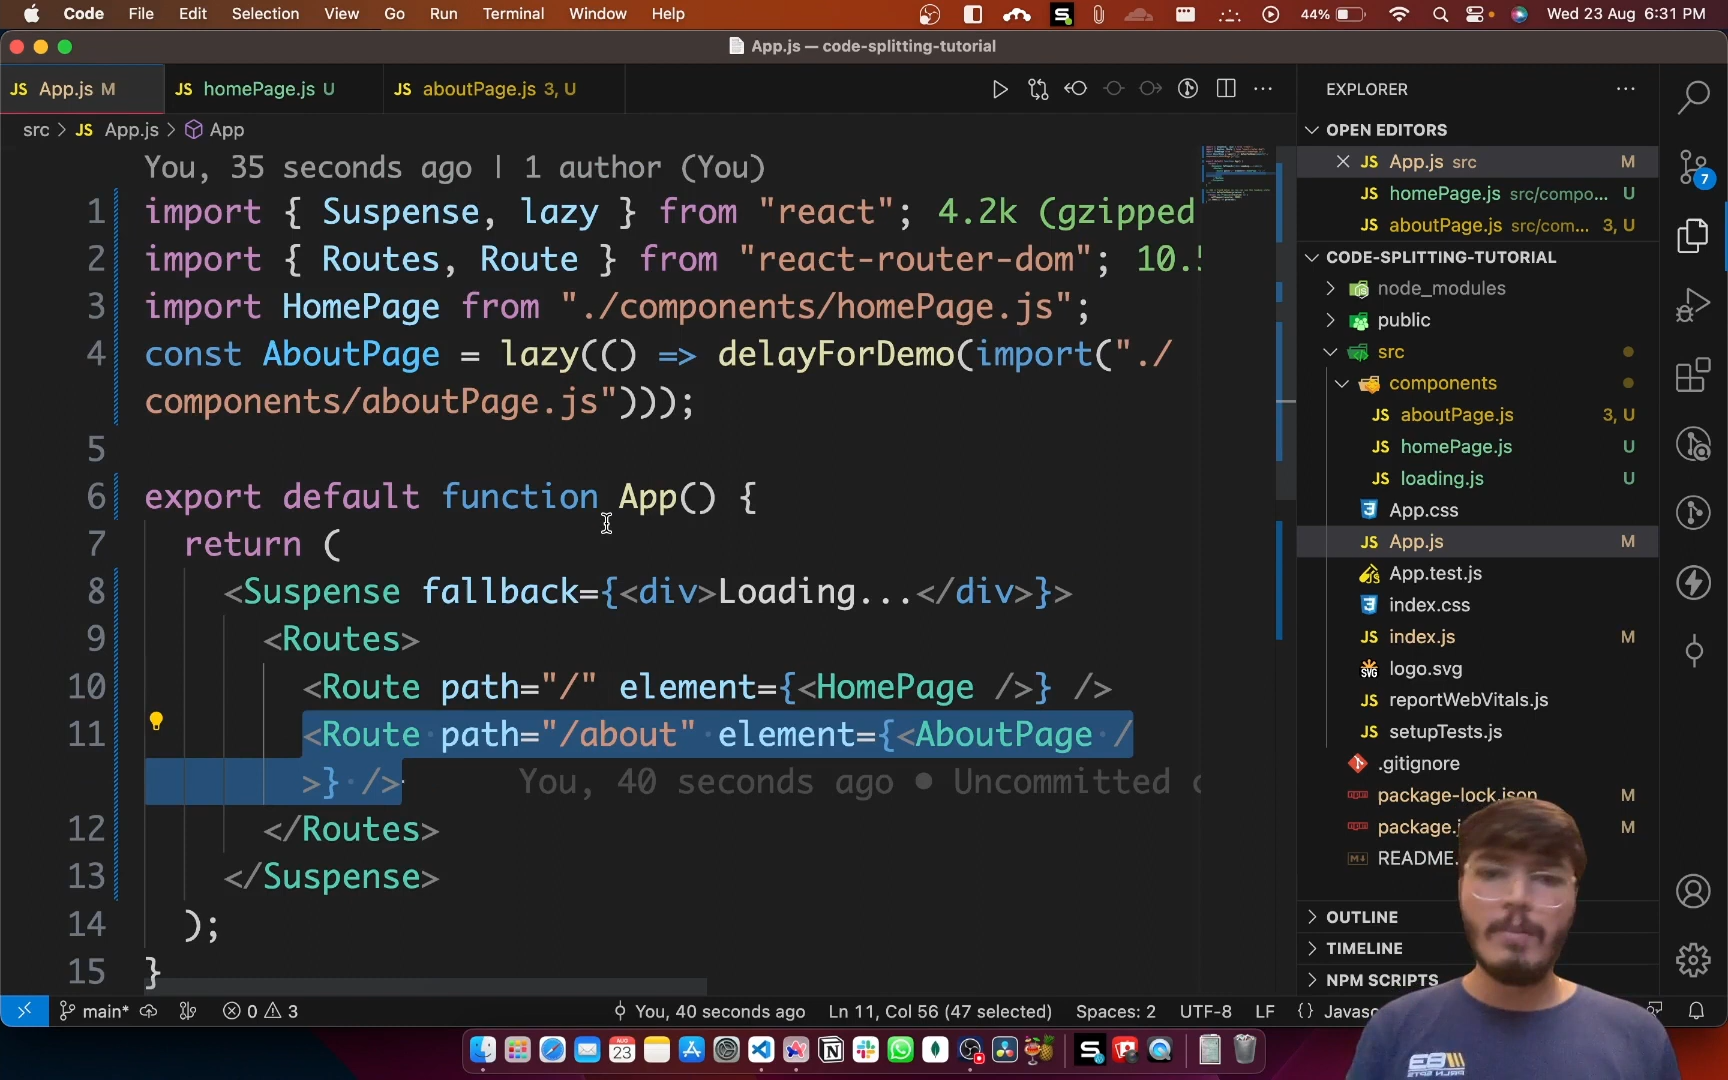 Code File Edit Selection View Go Run Terminal Window Help 44% Wed 23 Aug 6:31 PM
App.js — code-splitting-tutorial
JS App.js M JS homePage.js U JS aboutPage.js 3, U
src > JS App.js > App
You, 35 seconds ago | 1 author (You)
1 import { Suspense, lazy } from "react"; 4.2k (gzipped
2 import { Routes, Route } from "react-router-dom"; 10.5
3 import HomePage from "./components/homePage.js";
4 const AboutPage = lazy(() => delayForDemo(import("./
components/aboutPage.js")));
5
6 export default function App() {
7 return (
8 <Suspense fallback={<div>Loading...</div>}>
9 <Routes>
10 <Route path="/" element={<HomePage />} />
11 <Route path="/about" element={<AboutPage /
>} /> You, 40 seconds ago • Uncommitted c
12 </Routes>
13 </Suspense>
14 );
15 }
EXPLORER
OPEN EDITORS
JS App.js src M
JS homePage.js src/compo... U
JS aboutPage.js src/com... 3, U
CODE-SPLITTING-TUTORIAL
node_modules
public
src
components
JS aboutPage.js 3, U
JS homePage.js U
JS loading.js U
App.css
JS App.js M
App.test.js
index.css
JS index.js M
logo.svg
JS reportWebVitals.js
JS setupTests.js
.gitignore
package-lock.json M
package.j M
README.
OUTLINE
TIMELINE
NPM SCRIPTS
7
main* 0 3 You, 40 seconds ago Ln 11, Col 56 (47 selected) Spaces: 2 UTF-8 LF {} Javasc
AUG
23